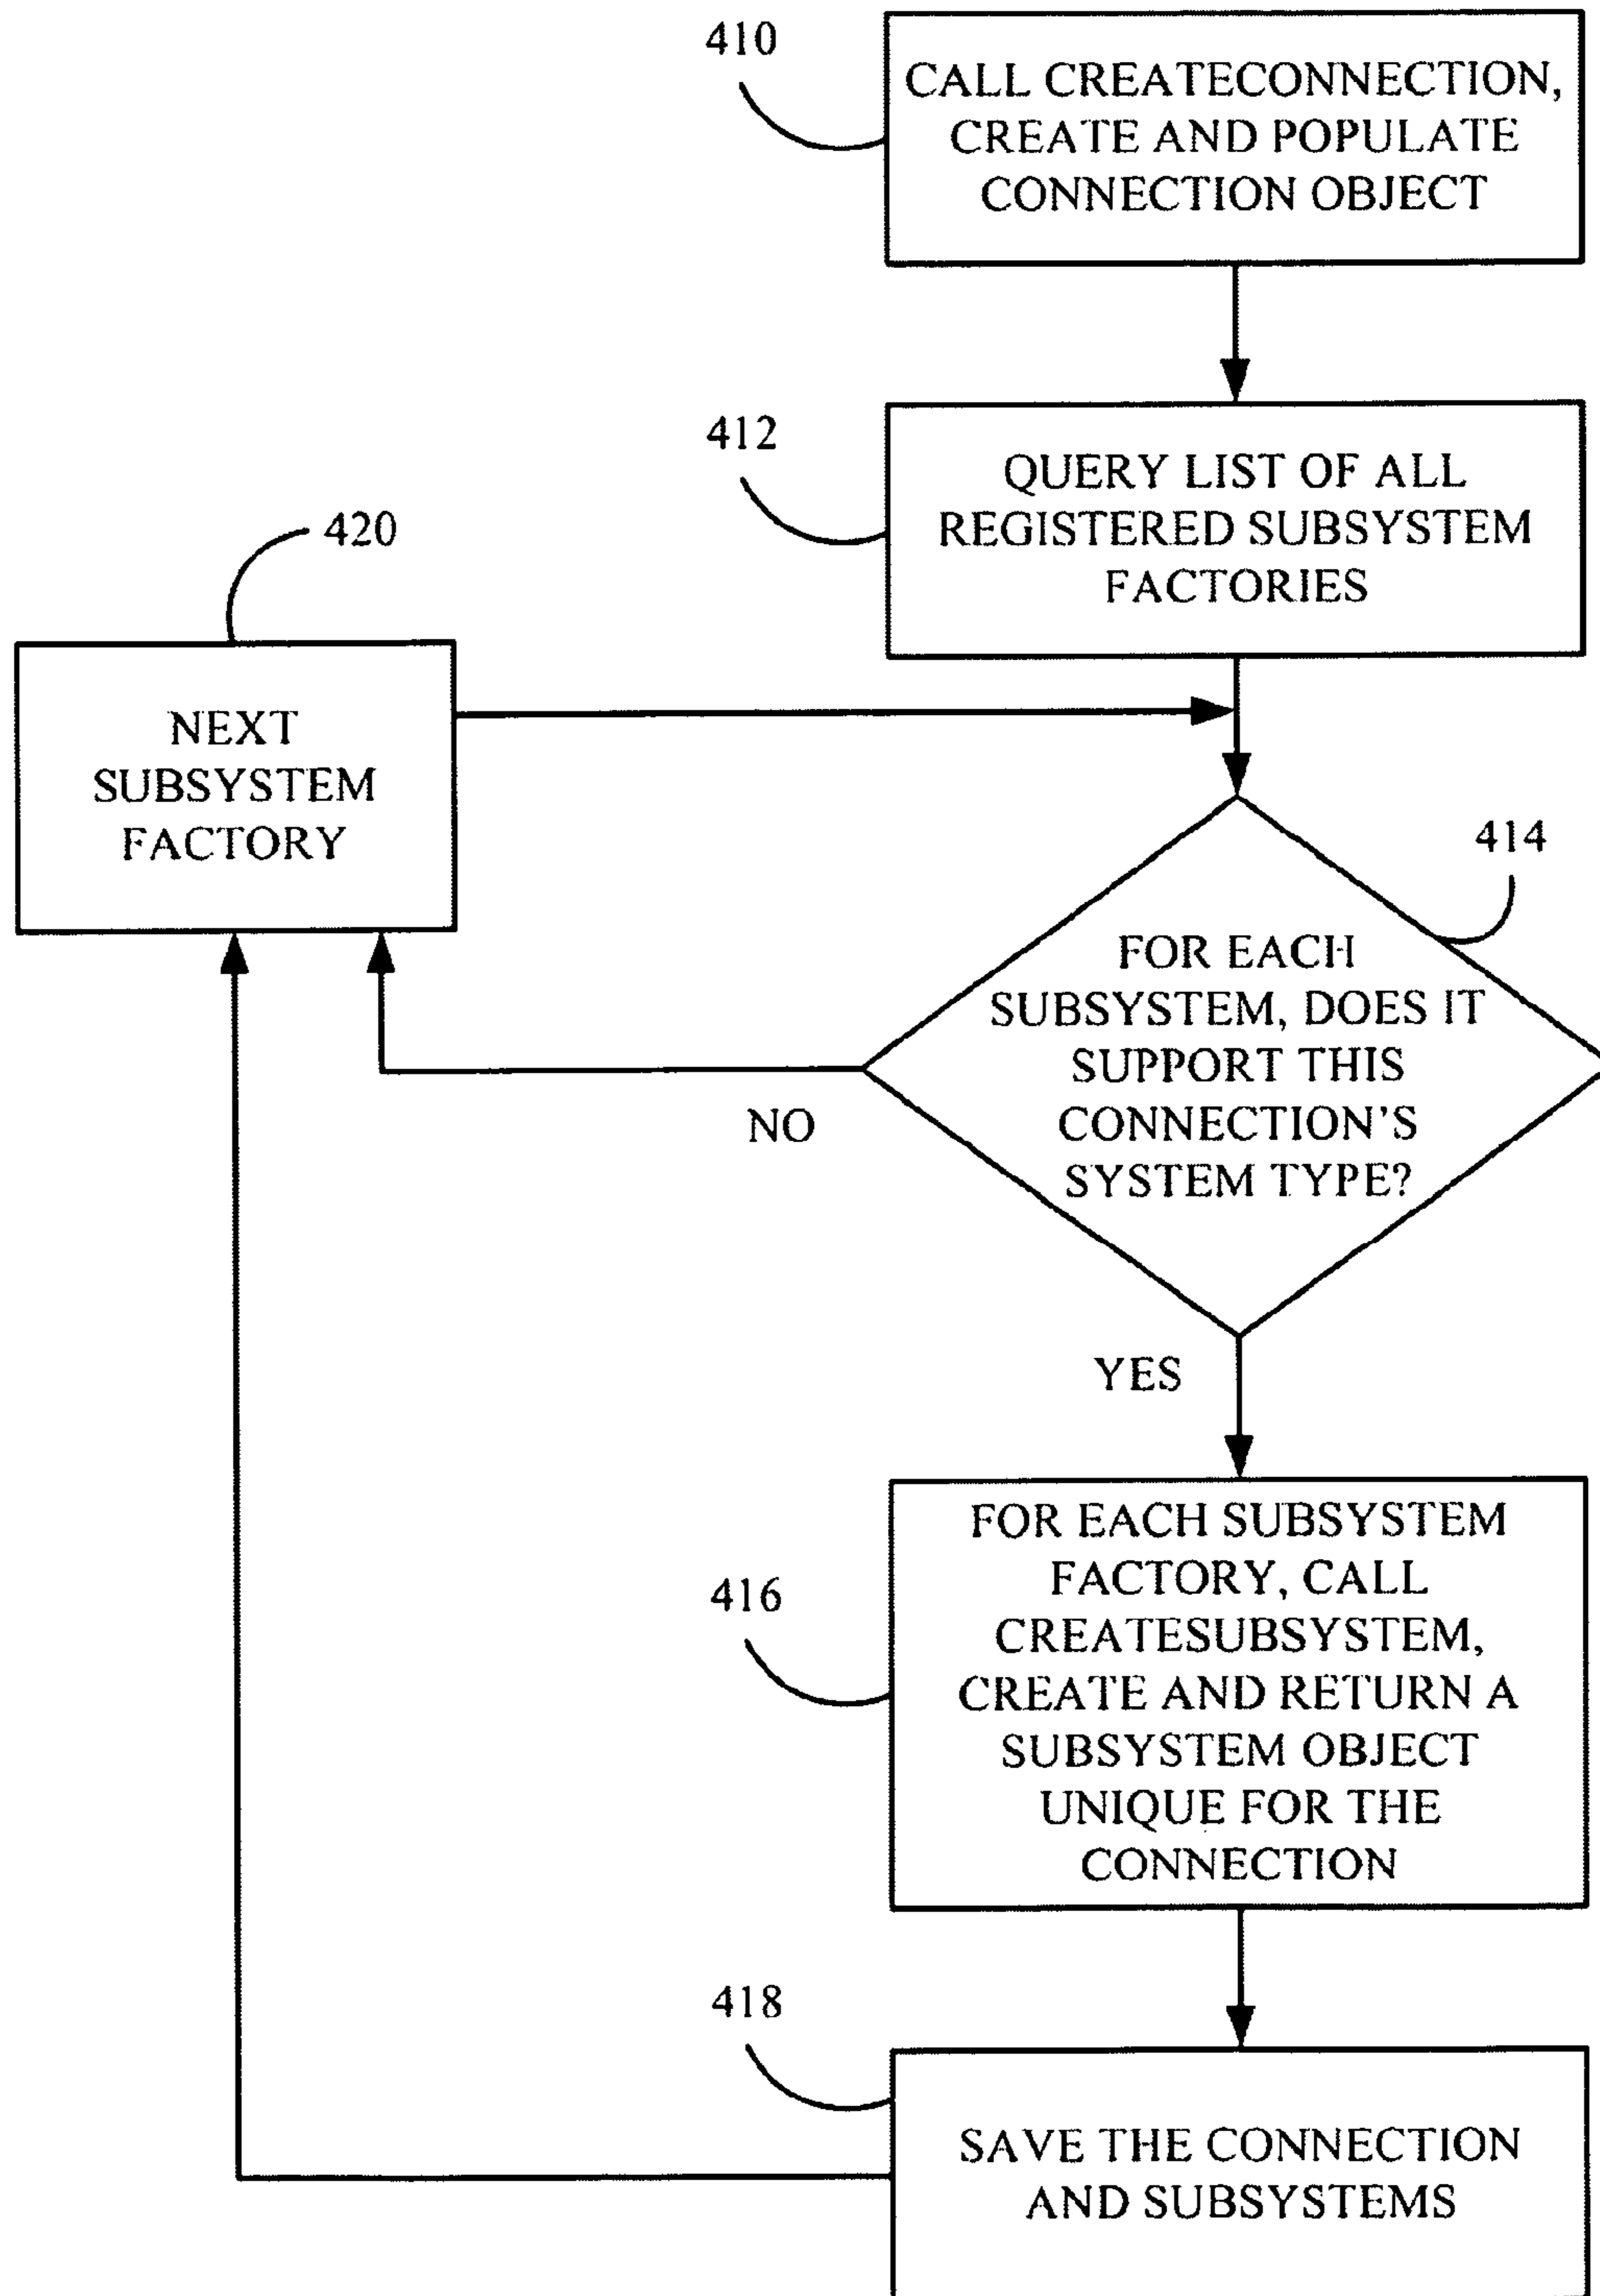 410
CALL CREATECONNECTION,
CREATE AND POPULATE
CONNECTION OBJECT
412
QUERY LIST OF ALL
REGISTERED SUBSYSTEM
FACTORIES
420
NEXT
SUBSYSTEM
FACTORY
414
FOR EACH
SUBSYSTEM, DOES IT
SUPPORT THIS
CONNECTION'S
SYSTEM TYPE?
NO
YES
416
FOR EACH SUBSYSTEM
FACTORY, CALL
CREATESUBSYSTEM,
CREATE AND RETURN A
SUBSYSTEM OBJECT
UNIQUE FOR THE
CONNECTION
418
SAVE THE CONNECTION
AND SUBSYSTEMS